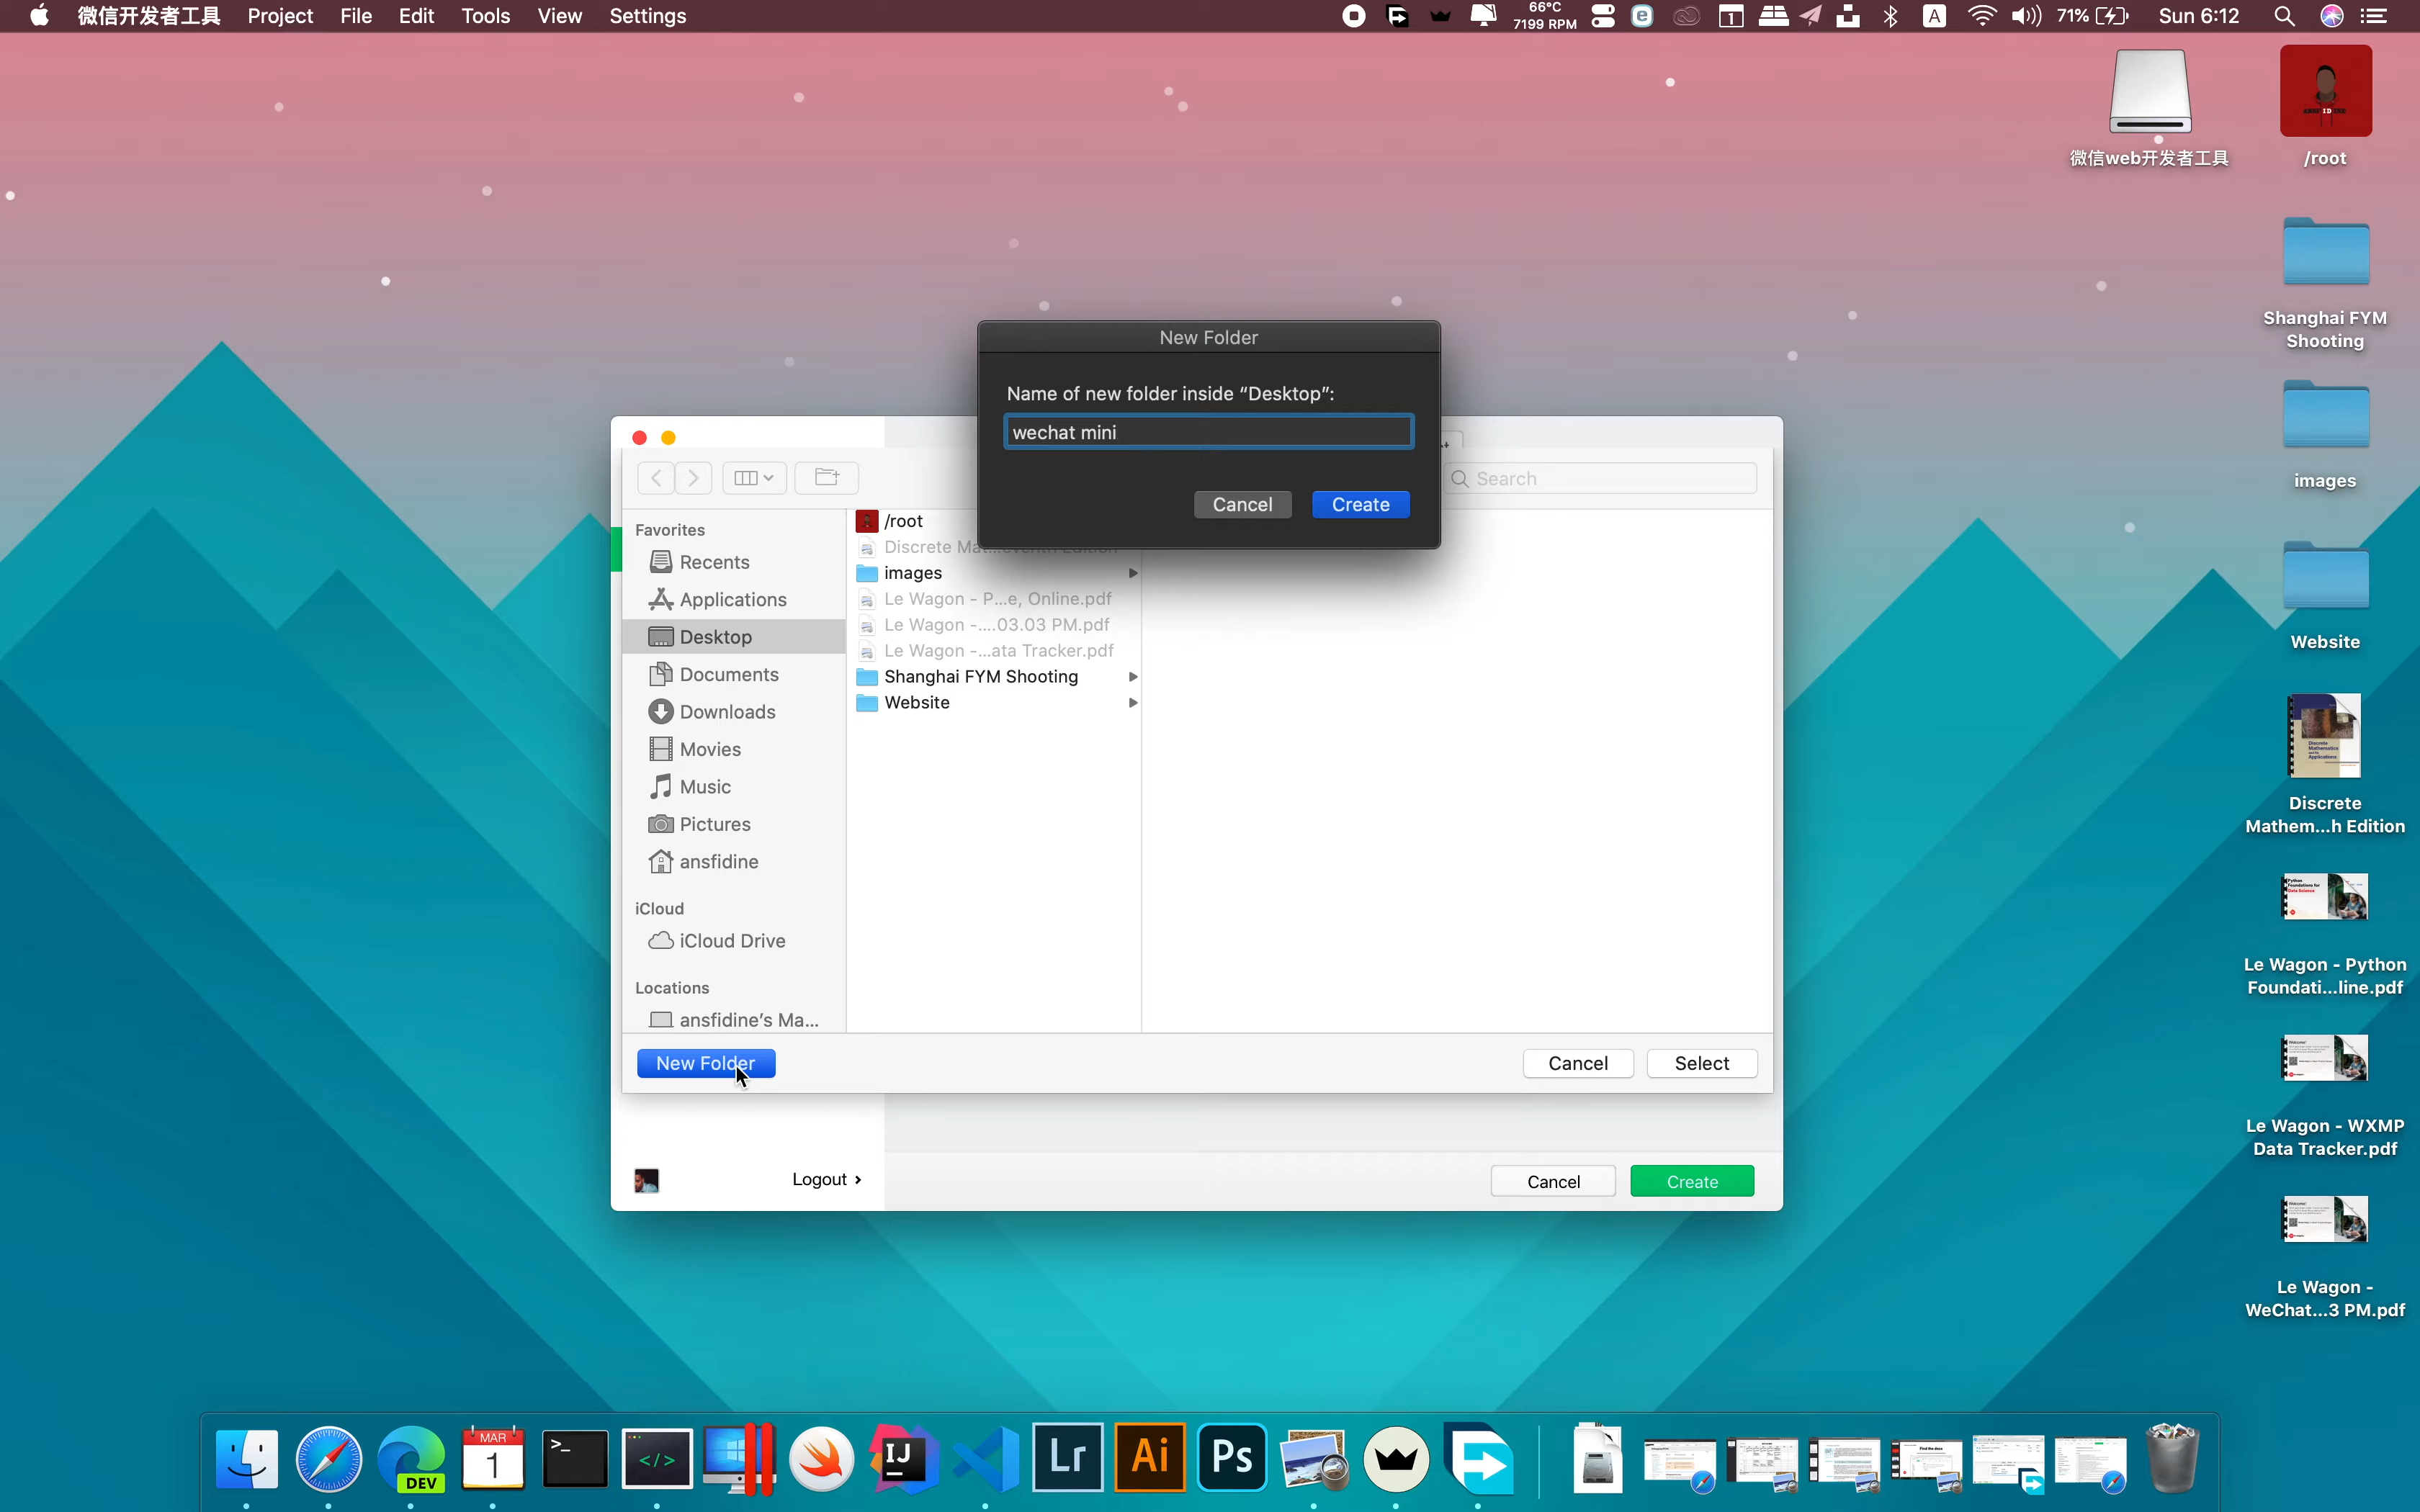 微信开发者工具 Project File Edit Tools View Settings
66°C
7199 RPM
e
1
A
71%
Sun 6:12
微信web开发者工具
/root
Shanghai FYM
Shooting
images
Website
Discrete
Mathem...h Edition
Le Wagon - Python
Foundati...line.pdf
Le Wagon - WXMP
Data Tracker.pdf
Le Wagon -
WeChat...3 PM.pdf
New Folder
Name of new folder inside “Desktop”:
wechat mini
Cancel Create
Search
Favorites
Recents
Applications
Desktop
Documents
Downloads
Movies
Music
Pictures
ansfidine
iCloud
iCloud Drive
Locations
ansfidine’s Ma...
/root
images
Le Wagon - P...e, Online.pdf
Le Wagon -....03.03 PM.pdf
Le Wagon -...ata Tracker.pdf
Shanghai FYM Shooting
Website
New Folder
Cancel Select
Logout ›
Cancel Create
DEV
MAR
1
>_
</>
IJ
Lr
Ai
Ps